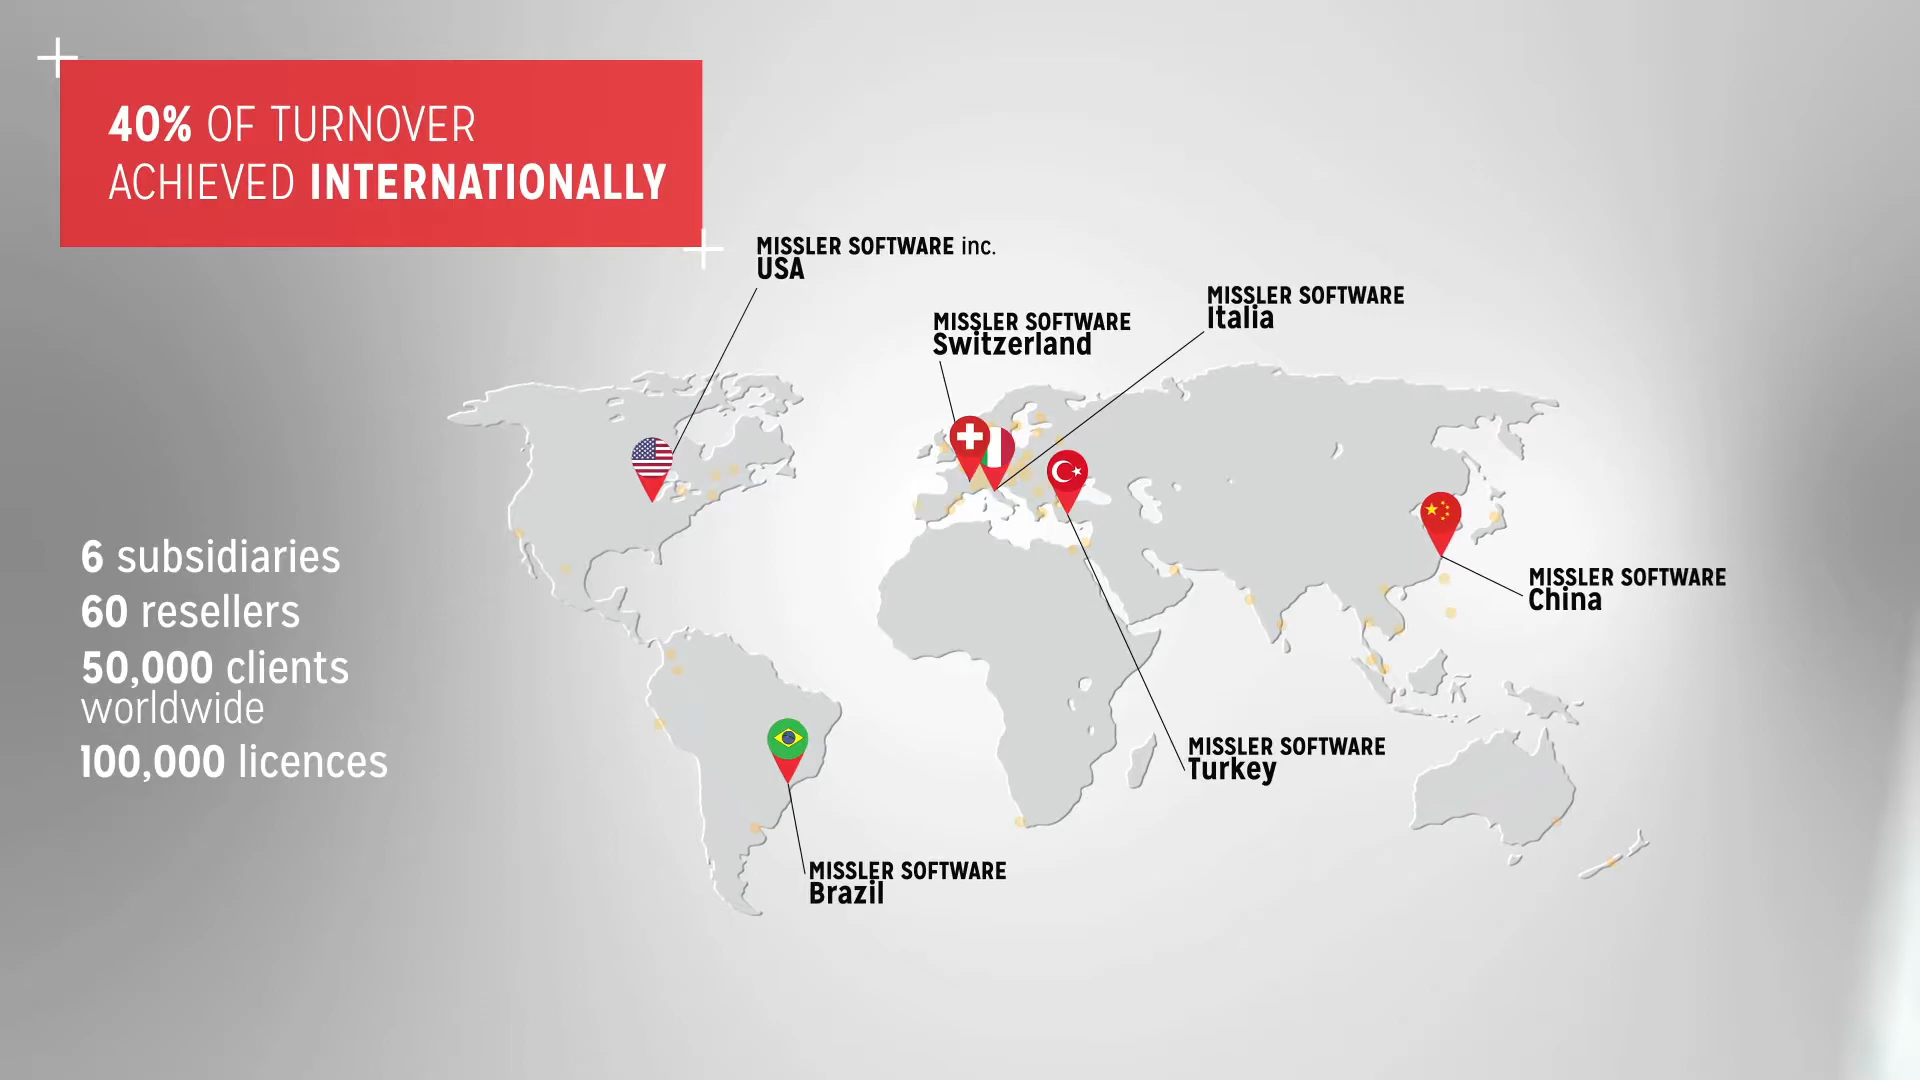 40% OF TURNOVER
ACHIEVED INTERNATIONALLY
MISSLER SOFTWARE inc.
USA
MISSLER SOFTWARE
Italia
MISSLER SOFTWARE
Switzerland
6 subsidiaries
60 resellers
50,000 clients
worldwide
100,000 licences
MISSLER SOFTWARE
China
MISSLER SOFTWARE
Turkey
MISSLER SOFTWARE
Brazil